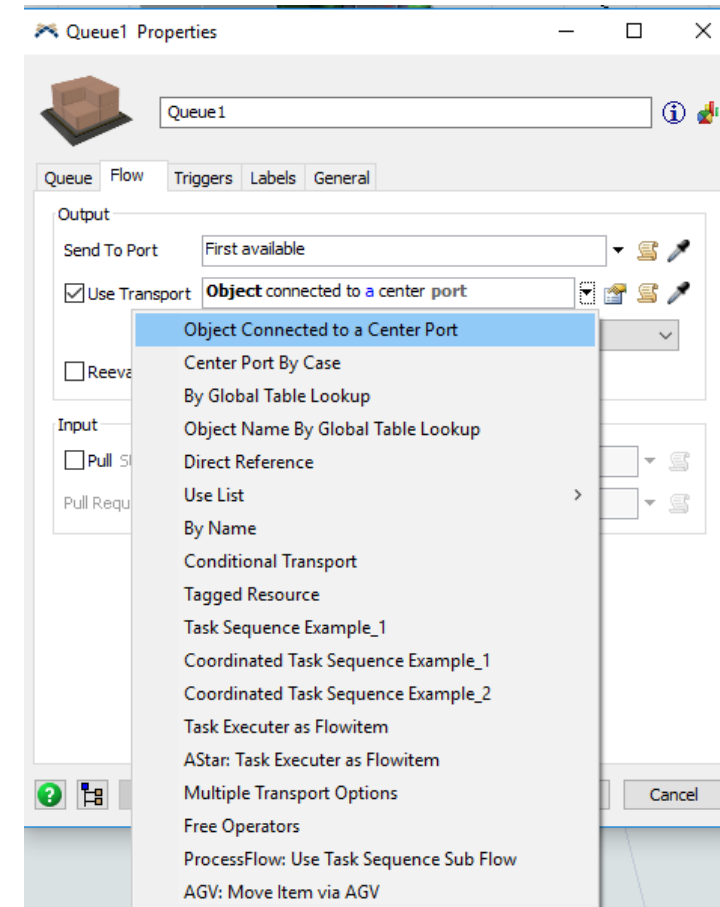 Queue1 Properties
Queue1
Queue Flow Triggers Labels General
Output
Send To Port First available
Use Transport Object connected to a center port
Object Connected to a Center Port
Center Port By Case
Reeva
By Global Table Lookup
Input
Object Name By Global Table Lookup
Pull
Direct Reference
Pull Requ
Use List
By Name
Conditional Transport
Tagged Resource
Task Sequence Example_1
Coordinated Task Sequence Example_1
Coordinated Task Sequence Example_2
Task Executer as Flowitem
AStar: Task Executer as Flowitem
Multiple Transport Options
Cancel
Free Operators
ProcessFlow: Use Task Sequence Sub Flow
AGV: Move Item via AGV